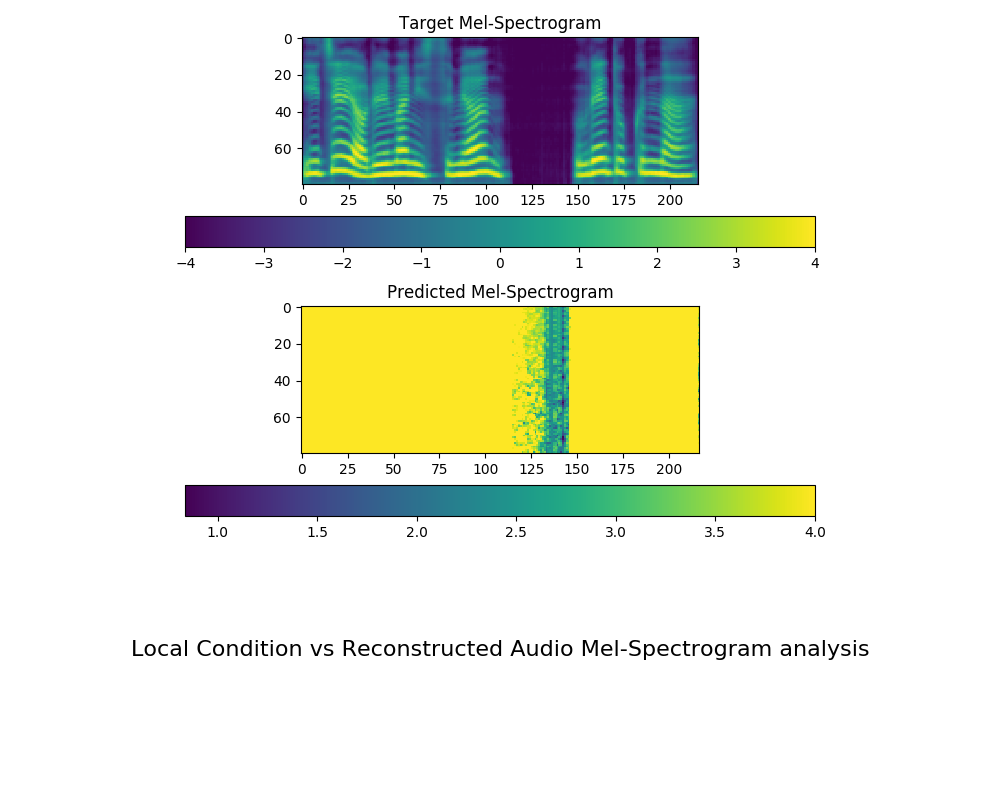 Target Mel-Spectrogram
0
20
40
60
0 25 50 75 100 125 150 175 200
−4 −3 −2 −1 0 1 2 3 4
Predicted Mel-Spectrogram
0
20
40
60
0 25 50 75 100 125 150 175 200
1.0 1.5 2.0 2.5 3.0 3.5 4.0
Local Condition vs Reconstructed Audio Mel-Spectrogram analysis